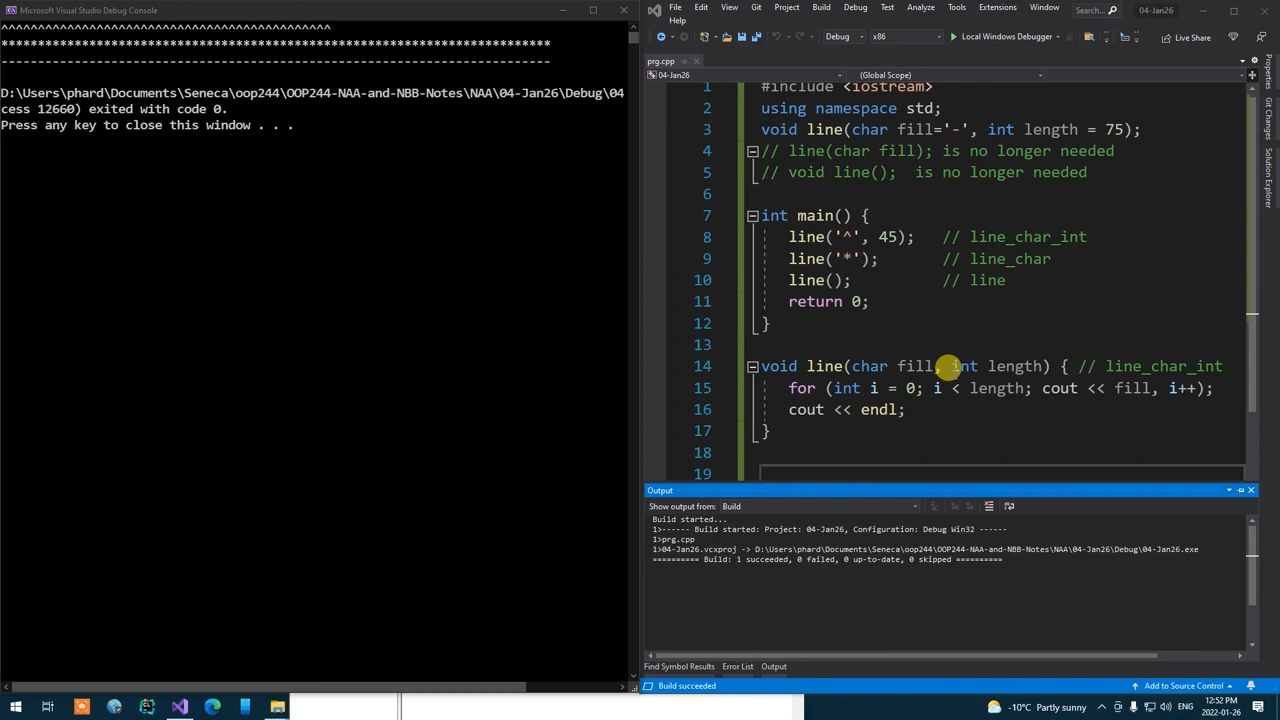 Microsoft Visual Studio Debug Console
^^^^^^^^^^^^^^^^^^^^^^^^^^^^^^^^^^^^^^^^^^^^^
***************************************************************************
---------------------------------------------------------------------------
D:\Users\phard\Documents\Seneca\oop244\OOP244-NAA-and-NBB-Notes\NAA\04-Jan26\Debug\04
cess 12660) exited with code 0.
Press any key to close this window . . .
File Edit View Git Project Build Debug Test Analyze Tools Extensions Window Search... 04-Jan26
Help
Debug x86 Local Windows Debugger Live Share
prg.cpp
04-Jan26 (Global Scope)
1 #include <iostream>
2 using namespace std;
3 void line(char fill='-', int length = 75);
4 // line(char fill); is no longer needed
5 // void line();  is no longer needed
6
7 int main() {
8 line('^', 45);   // line_char_int
9 line('*');       // line_char
10 line();          // line
11 return 0;
12 }
13
14 void line(char fill, int length) { // line_char_int
15 for (int i = 0; i < length; cout << fill, i++);
16 cout << endl;
17 }
18
19
Properties
Git Changes
Solution Explorer
Output
Show output from: Build
Build started...
1>------ Build started: Project: 04-Jan26, Configuration: Debug Win32 ------
1>prg.cpp
1>04-Jan26.vcxproj -> D:\Users\phard\Documents\Seneca\oop244\OOP244-NAA-and-NBB-Notes\NAA\04-Jan26\Debug\04-Jan26.exe
========== Build: 1 succeeded, 0 failed, 0 up-to-date, 0 skipped ==========
Find Symbol Results Error List Output
Build succeeded Add to Source Control
-10°C Partly sunny
12:52 PM
2022-01-26